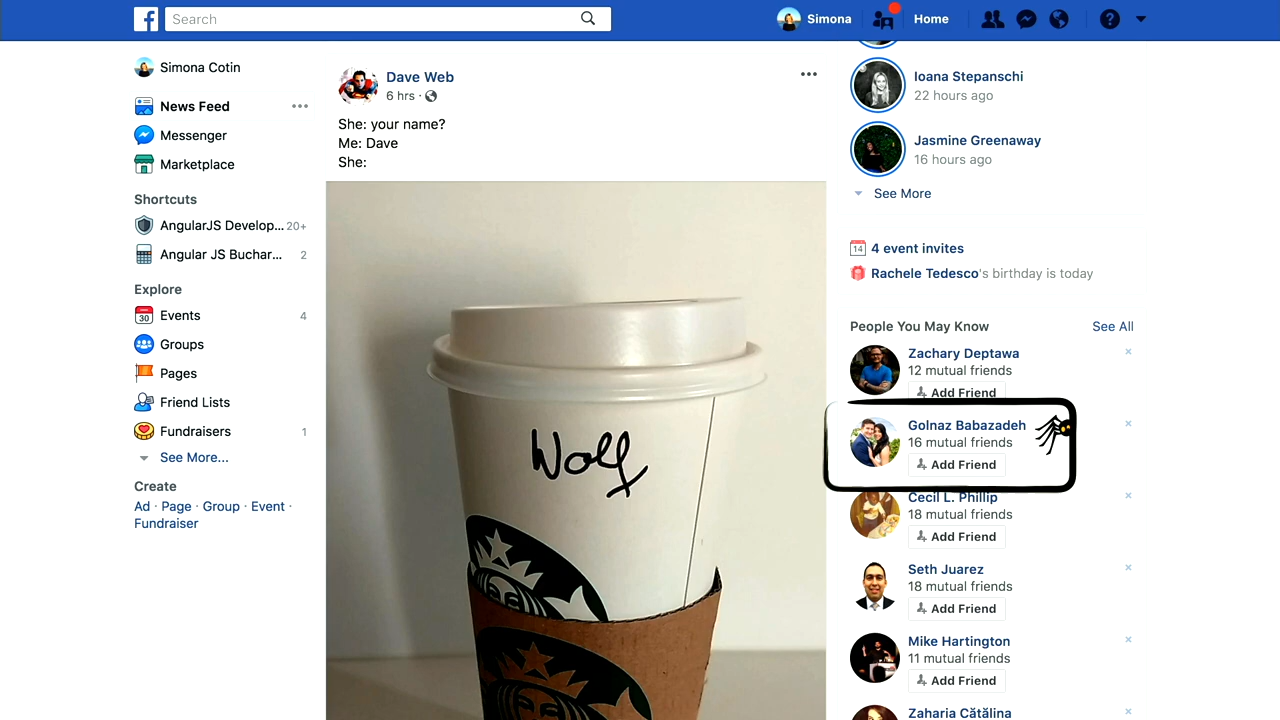 Search
Simona
Home
Simona Cotin
News Feed
Messenger
Marketplace
Shortcuts
AngularJS Develop... 20+
Angular JS Buchar... 2
Explore
30 Events 4
Groups
Pages
Friend Lists
Fundraisers 1
See More...
Create
Ad · Page · Group · Event ·
Fundraiser
Dave Web
6 hrs ·
She: your name?
Me: Dave
She:
Wolf
Ioana Stepanschi
22 hours ago
Jasmine Greenaway
16 hours ago
See More
14 4 event invites
Rachele Tedesco's birthday is today
People You May Know See All
Zachary Deptawa
12 mutual friends
Add Friend
Golnaz Babazadeh
16 mutual friends
Add Friend
Cecil L. Phillip
18 mutual friends
Add Friend
Seth Juarez
18 mutual friends
Add Friend
Mike Hartington
11 mutual friends
Add Friend
Zaharia Cătălina